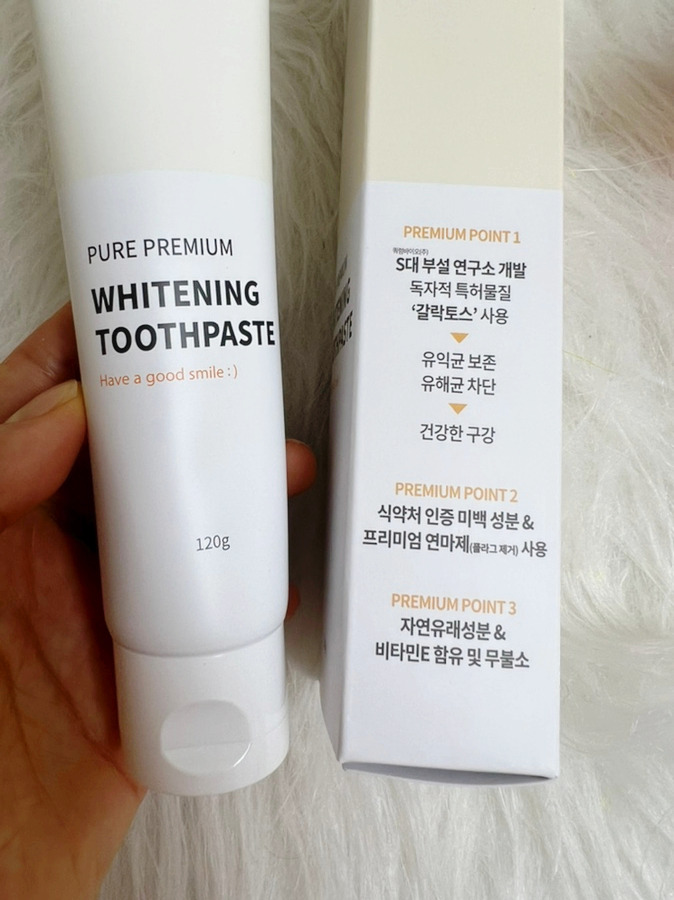 PURE PREMIUM
WHITENING
TOOTHPASTE
Have a good smile :)
120g
PREMIUM POINT 1
S대 부설 연구소 개발
독자적 특허물질
‘갈락토스’ 사용
유익균 보존
유해균 차단
건강한 구강
PREMIUM POINT 2
식약처 인증 미백 성분 &
프리미엄 연마제(플라그 제거) 사용
PREMIUM POINT 3
자연유래성분 &
비타민E 함유 및 무불소